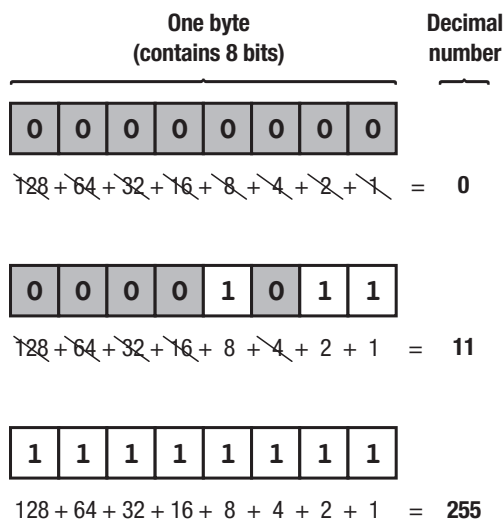 One byte
(contains 8 bits)
Decimal
number
0 0 0 0 0 0 0 0
128 + 64 + 32 + 16 + 8 + 4 + 2 + 1 = 0
0 0 0 0 1 0 1 1
128 + 64 + 32 + 16 + 8 + 4 + 2 + 1 = 11
1 1 1 1 1 1 1 1
128 + 64 + 32 + 16 + 8 + 4 + 2 + 1 = 255